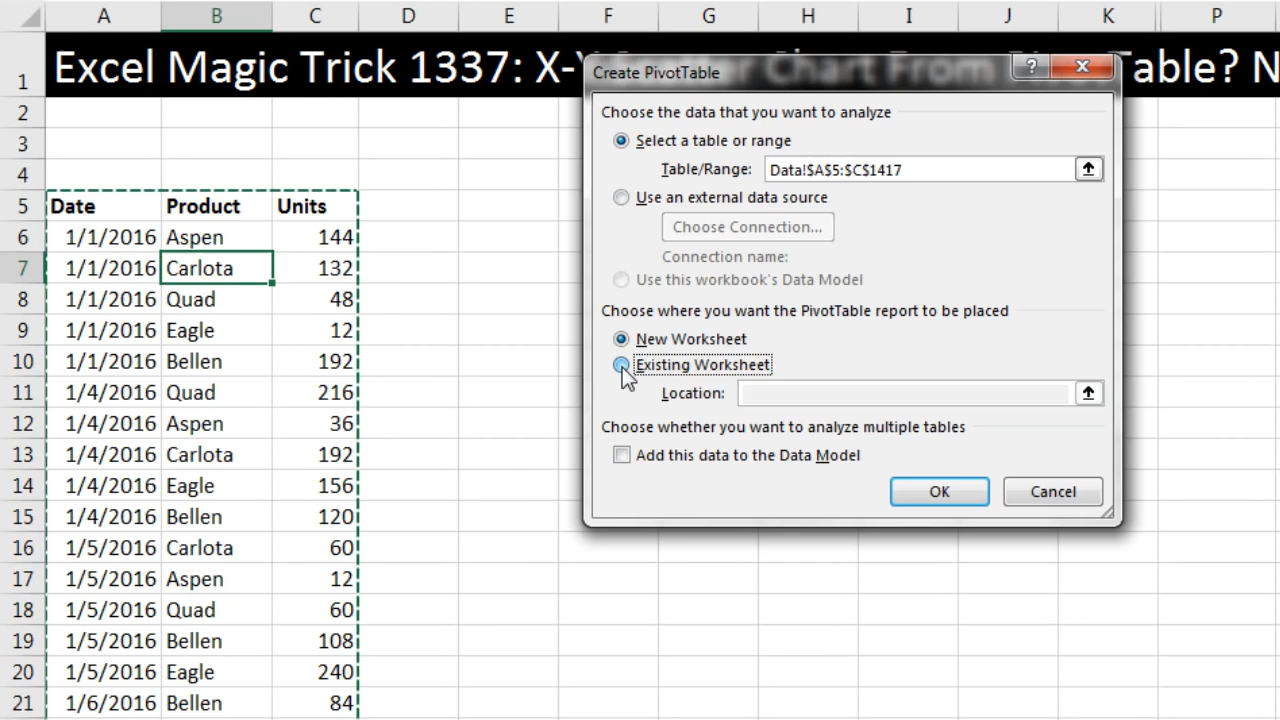 A B C D E F G H I J K P
1 Excel Magic Trick 1337: X-Y Scatter Chart From PivotTable? N
2
3
4
5 Date Product Units
6 1/1/2016 Aspen 144
7 1/1/2016 Carlota 132
8 1/1/2016 Quad 48
9 1/1/2016 Eagle 12
10 1/1/2016 Bellen 192
11 1/4/2016 Quad 216
12 1/4/2016 Aspen 36
13 1/4/2016 Carlota 192
14 1/4/2016 Eagle 156
15 1/4/2016 Bellen 120
16 1/5/2016 Carlota 60
17 1/5/2016 Aspen 12
18 1/5/2016 Quad 60
19 1/5/2016 Bellen 108
20 1/5/2016 Eagle 240
21 1/6/2016 Bellen 84
Create PivotTable ?
Choose the data that you want to analyze
Select a table or range
Table/Range: Data!$A$5:$C$1417
Use an external data source
Choose Connection...
Connection name:
Use this workbook's Data Model
Choose where you want the PivotTable report to be placed
New Worksheet
Existing Worksheet
Location:
Choose whether you want to analyze multiple tables
Add this data to the Data Model
OK Cancel